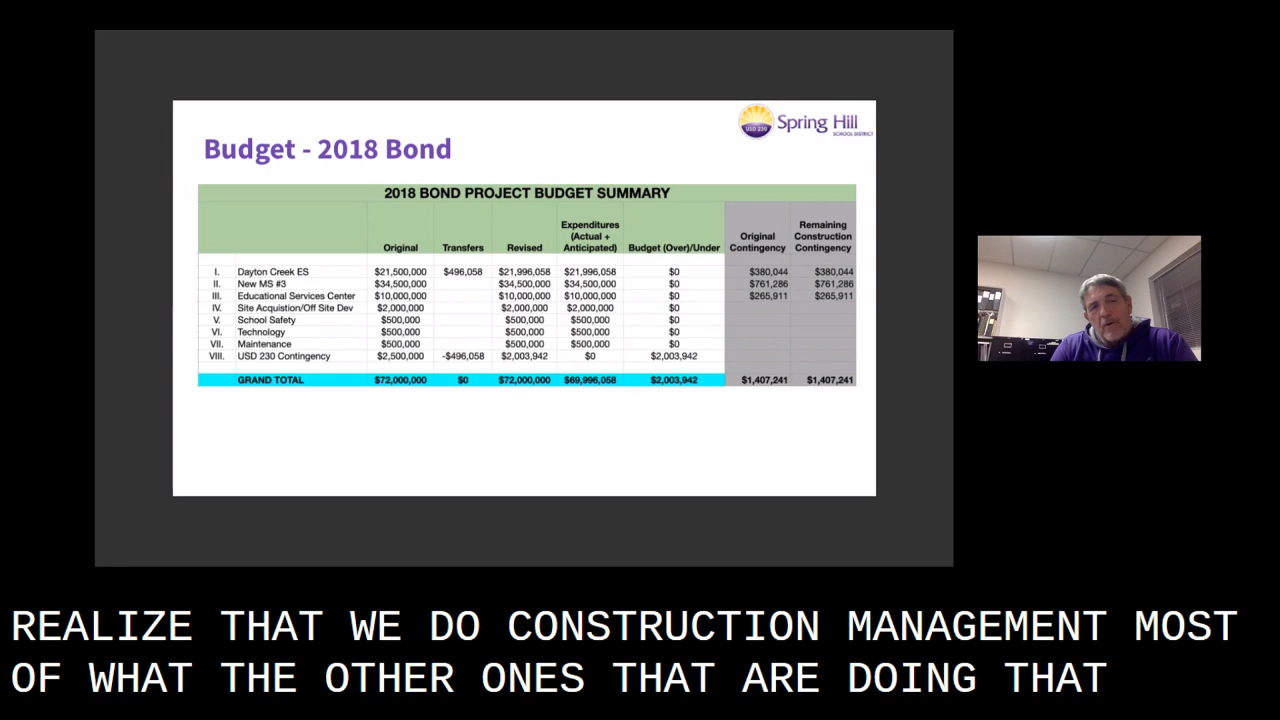 USD 230
Spring Hill
SCHOOL DISTRICT
Budget - 2018 Bond
2018 BOND PROJECT BUDGET SUMMARY
Original Transfers Revised Expenditures (Actual + Anticipated) Budget (Over)/Under Original Contingency Remaining Construction Contingency
I. Dayton Creek ES $21,500,000 $496,058 $21,996,058 $21,996,058 $0 $380,044 $380,044
II. New MS #3 $34,500,000 $34,500,000 $34,500,000 $0 $761,286 $761,286
III. Educational Services Center $10,000,000 $10,000,000 $10,000,000 $0 $265,911 $265,911
IV. Site Acquistion/Off Site Dev $2,000,000 $2,000,000 $2,000,000 $0
V. School Safety $500,000 $500,000 $500,000 $0
VI. Technology $500,000 $500,000 $500,000 $0
VII. Maintenance $500,000 $500,000 $500,000 $0
VIII. USD 230 Contingency $2,500,000 -$496,058 $2,003,942 $0 $2,003,942
GRAND TOTAL $72,000,000 $0 $72,000,000 $69,996,058 $2,003,942 $1,407,241 $1,407,241
REALIZE THAT WE DO CONSTRUCTION MANAGEMENT MOST
OF WHAT THE OTHER ONES THAT ARE DOING THAT